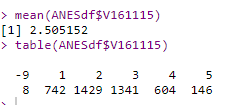 > mean(ANESdf$V161115)
[1] 2.505152
> table(ANESdf$V161115)
-9 1 2 3 4 5
8 742 1429 1341 604 146
>